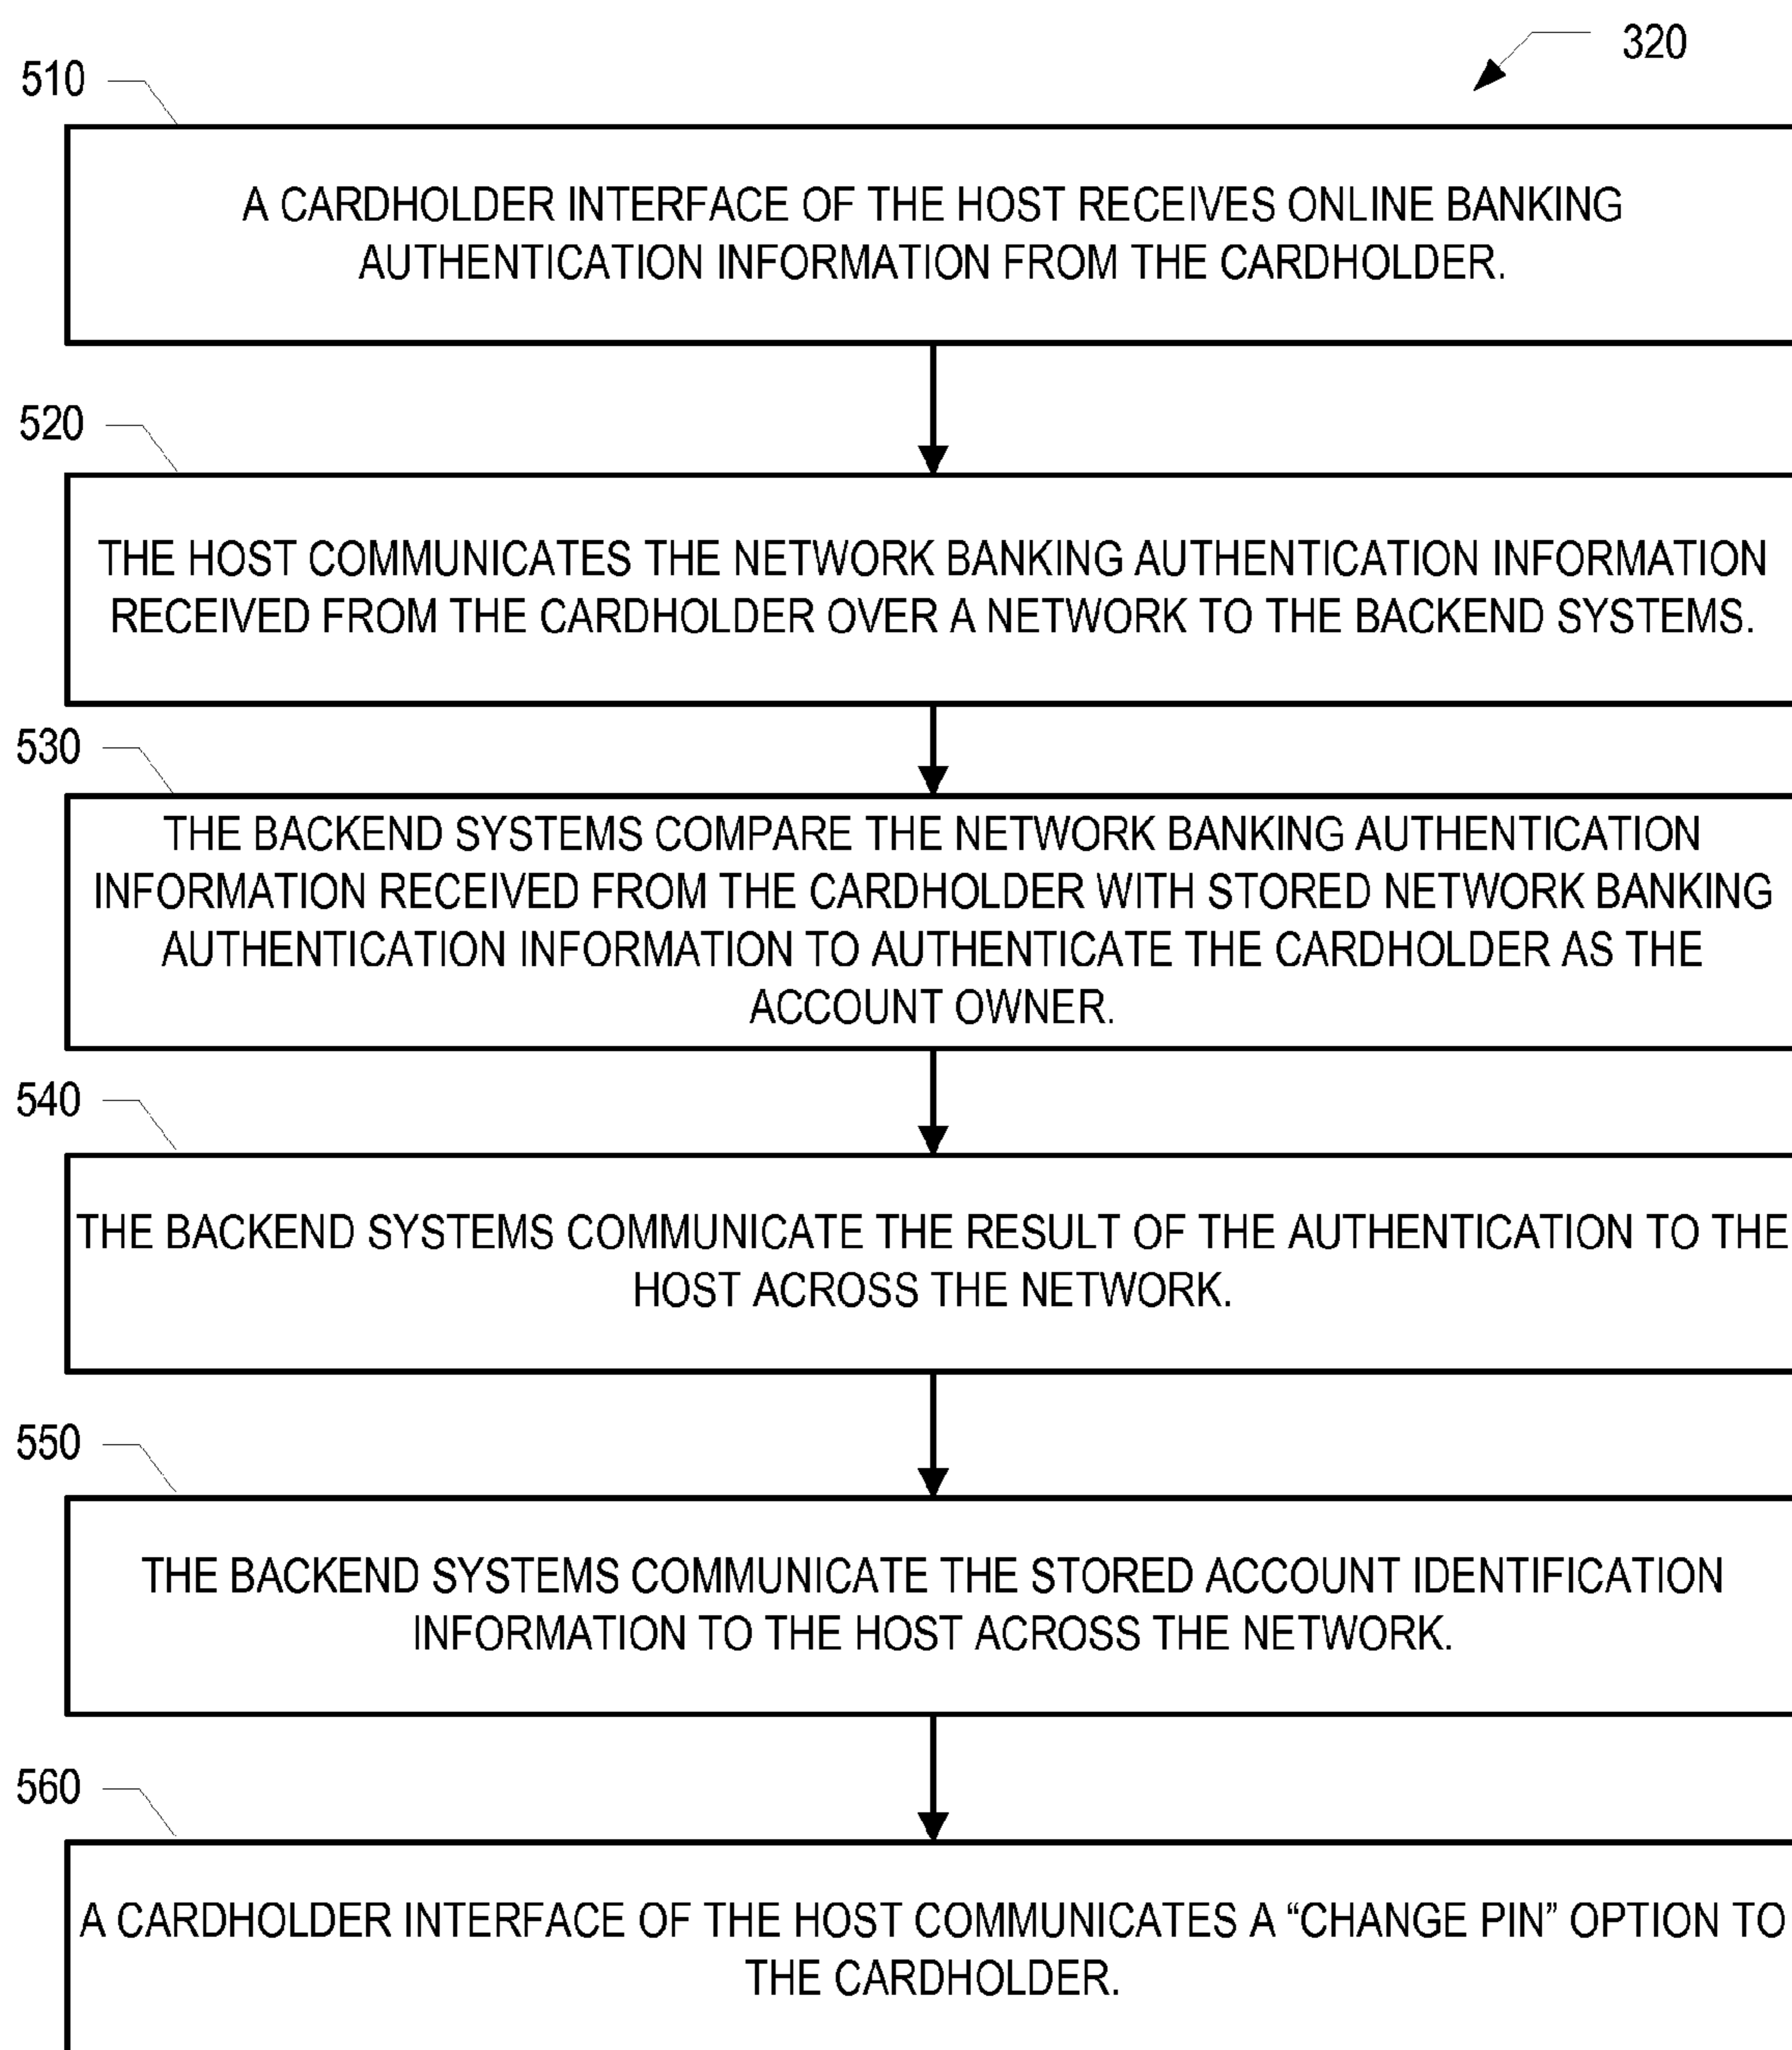 320
510
A CARDHOLDER INTERFACE OF THE HOST RECEIVES ONLINE BANKING
AUTHENTICATION INFORMATION FROM THE CARDHOLDER.
520
THE HOST COMMUNICATES THE NETWORK BANKING AUTHENTICATION INFORMATION
RECEIVED FROM THE CARDHOLDER OVER A NETWORK TO THE BACKEND SYSTEMS.
530
THE BACKEND SYSTEMS COMPARE THE NETWORK BANKING AUTHENTICATION
INFORMATION RECEIVED FROM THE CARDHOLDER WITH STORED NETWORK BANKING
AUTHENTICATION INFORMATION TO AUTHENTICATE THE CARDHOLDER AS THE
ACCOUNT OWNER.
540
THE BACKEND SYSTEMS COMMUNICATE THE RESULT OF THE AUTHENTICATION TO THE
HOST ACROSS THE NETWORK.
550
THE BACKEND SYSTEMS COMMUNICATE THE STORED ACCOUNT IDENTIFICATION
INFORMATION TO THE HOST ACROSS THE NETWORK.
560
A CARDHOLDER INTERFACE OF THE HOST COMMUNICATES A “CHANGE PIN” OPTION TO
THE CARDHOLDER.